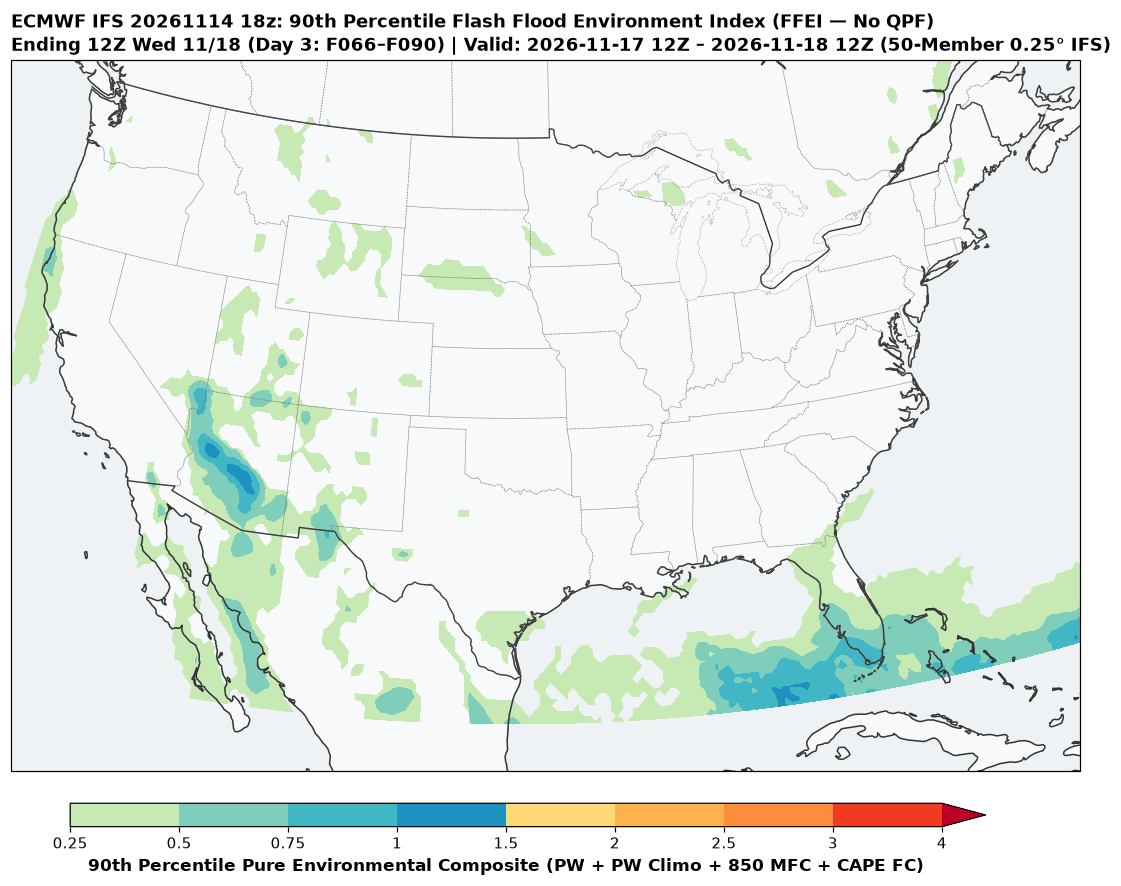 ECMWF IFS 20261114 18z: 90th Percentile Flash Flood Environment Index (FFEI — No QPF)
Ending 12Z Wed 11/18 (Day 3: F066–F090) | Valid: 2026-11-17 12Z – 2026-11-18 12Z (50-Member 0.25° IFS)
0.25 0.5 0.75 1 1.5 2 2.5 3 4
90th Percentile Pure Environmental Composite (PW + PW Climo + 850 MFC + CAPE FC)